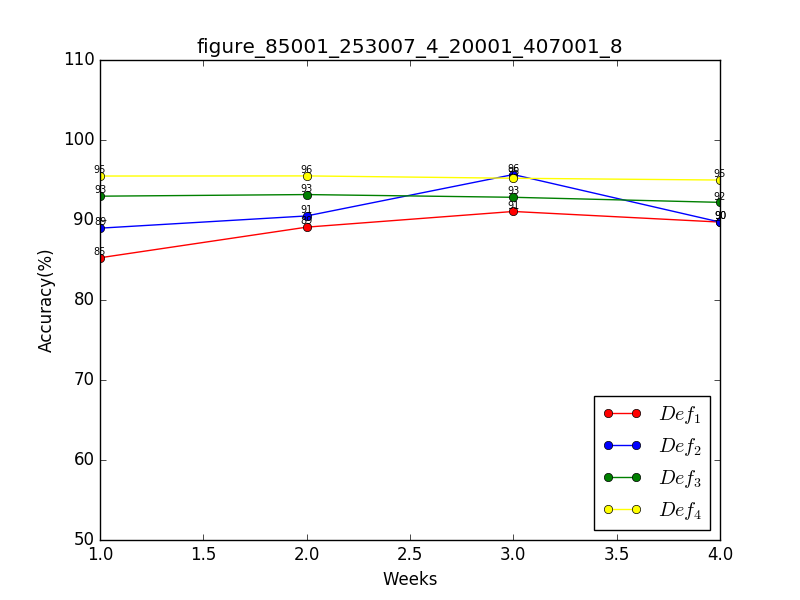 figure_85001_253007_4_20001_407001_8
110
100
90
80
70
60
50
Accuracy(%)
95 96 96 95
93 93 93 92
89 91 91 90
85 89
Def1
Def2
Def3
Def4
1.0 1.5 2.0 2.5 3.0 3.5 4.0
Weeks